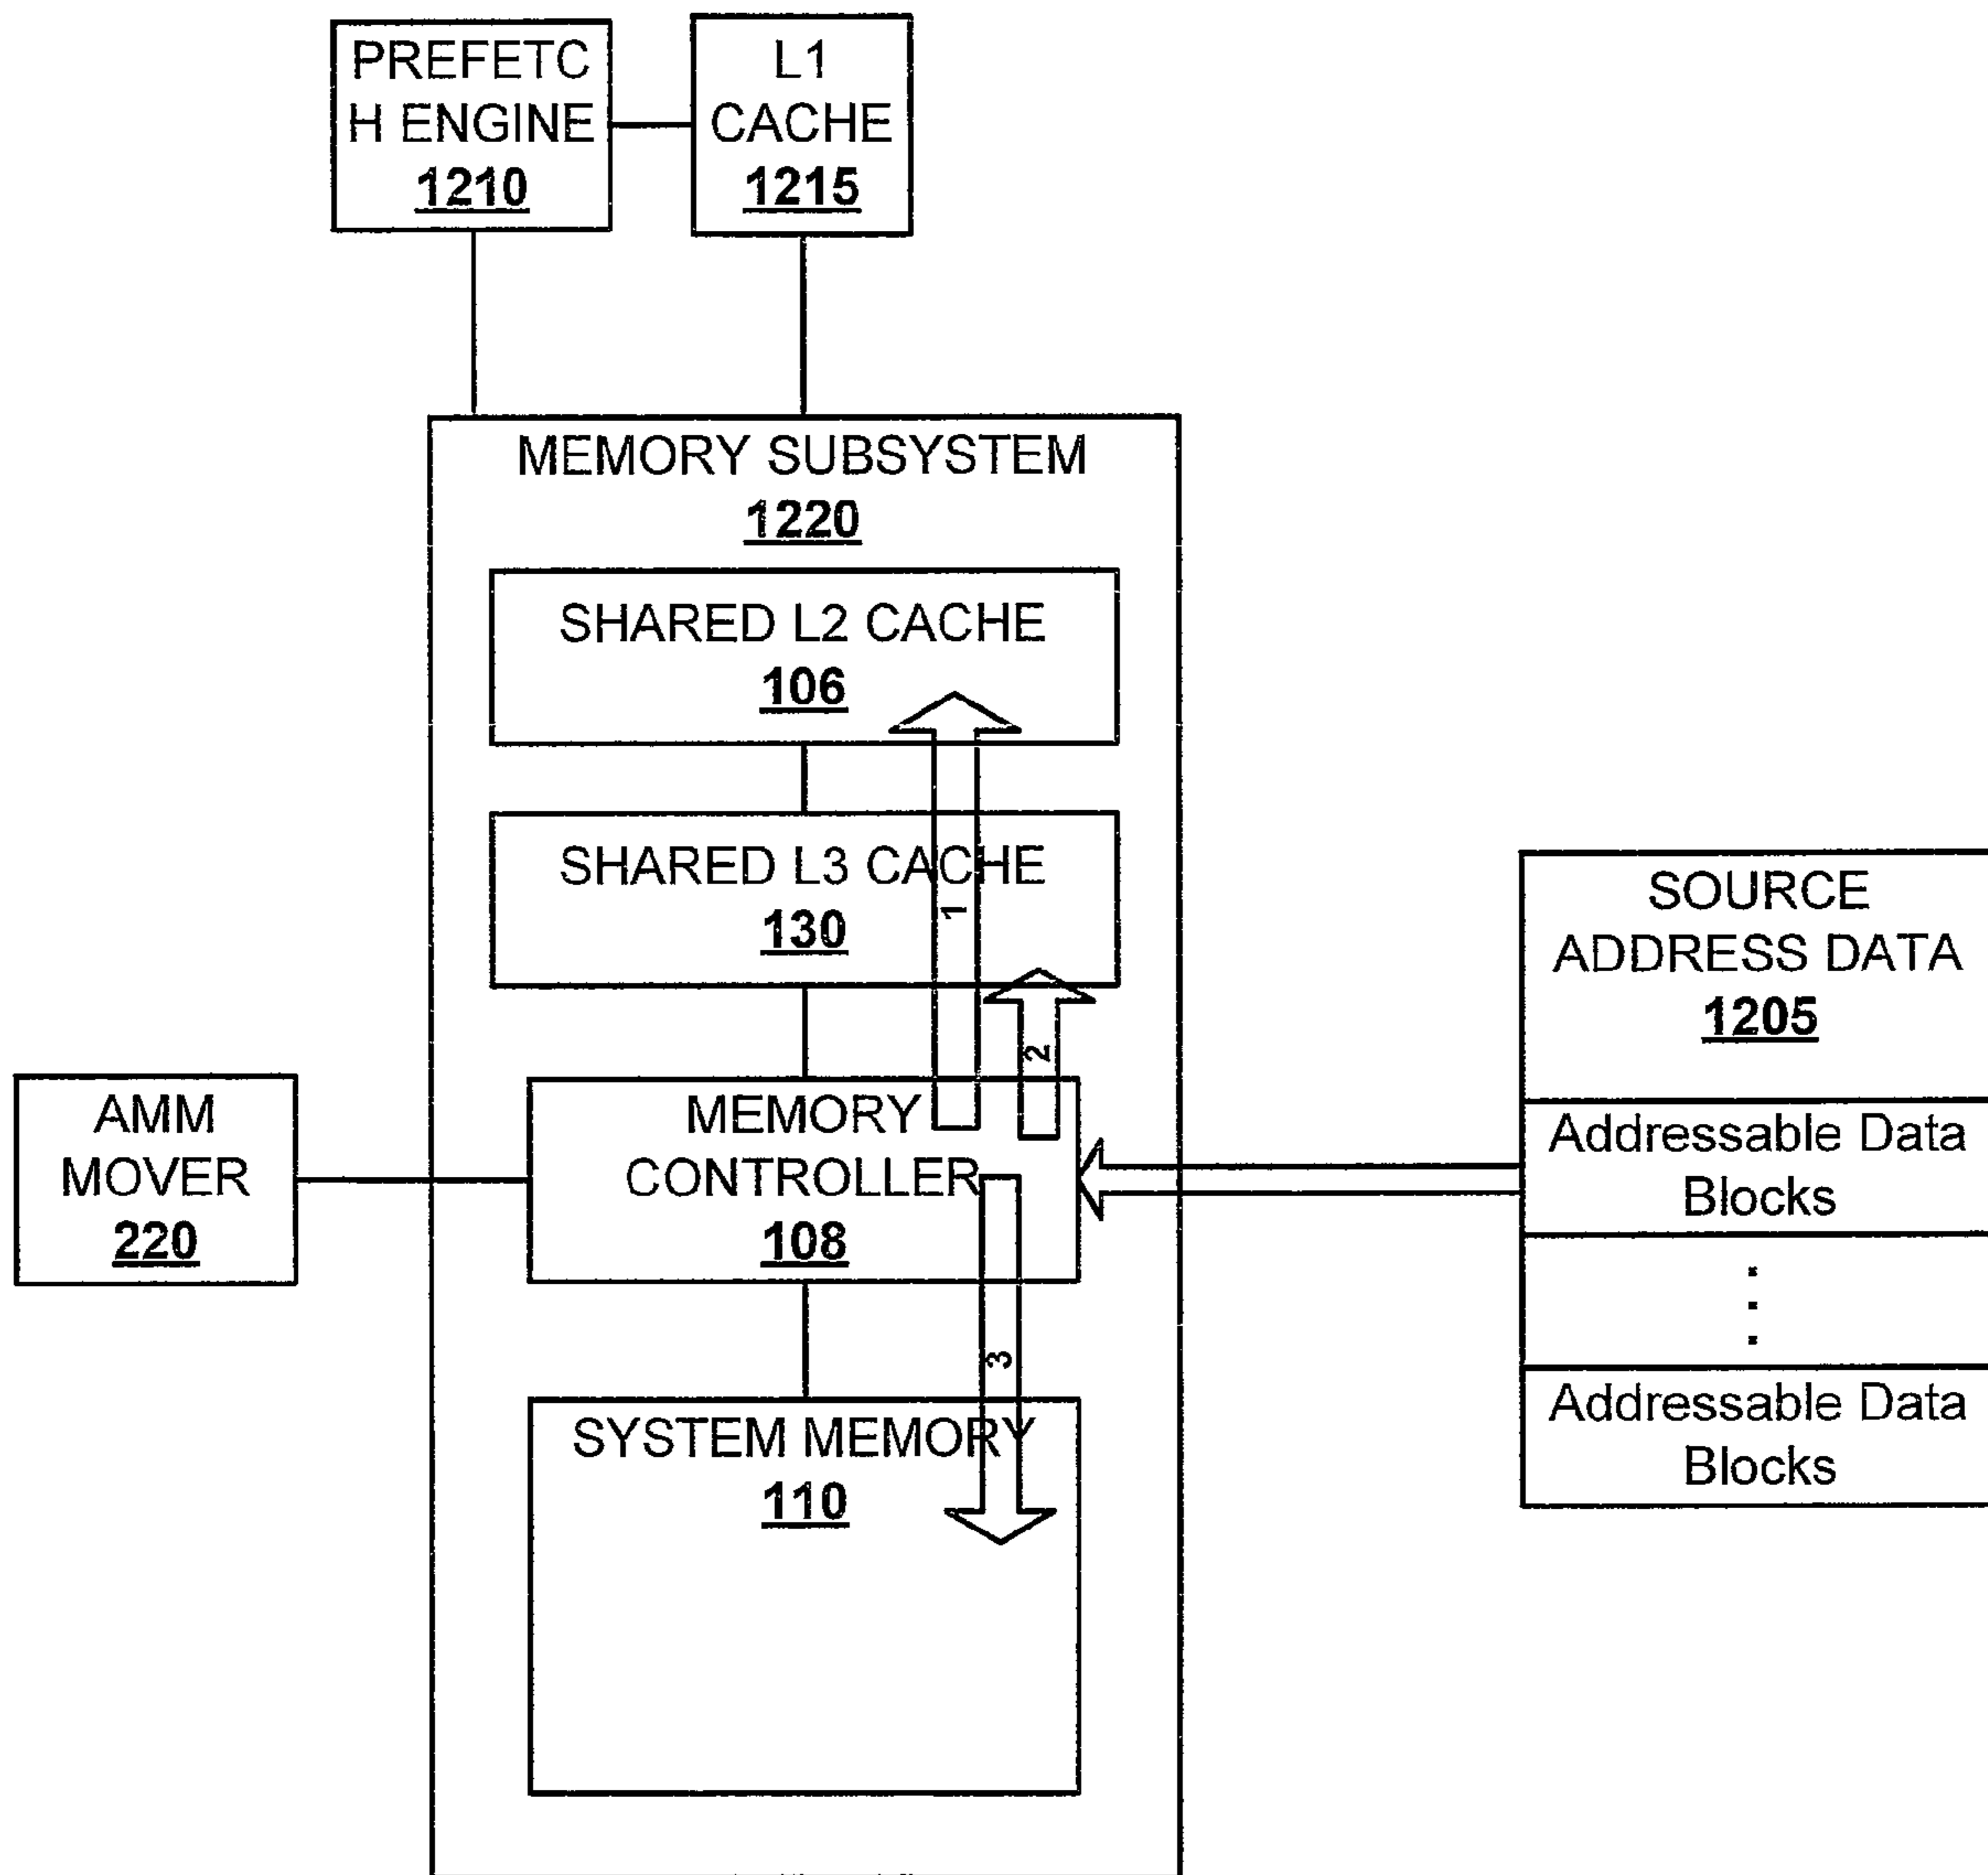 PREFETC
H ENGINE
1210
L1
CACHE
1215
MEMORY SUBSYSTEM
1220
SHARED L2 CACHE
106
SHARED L3 CACHE
130
1
2
AMM
MOVER
220
MEMORY
CONTROLLER
108
3
SYSTEM MEMORY
110
SOURCE
ADDRESS DATA
1205
Addressable Data
Blocks
Addressable Data
Blocks